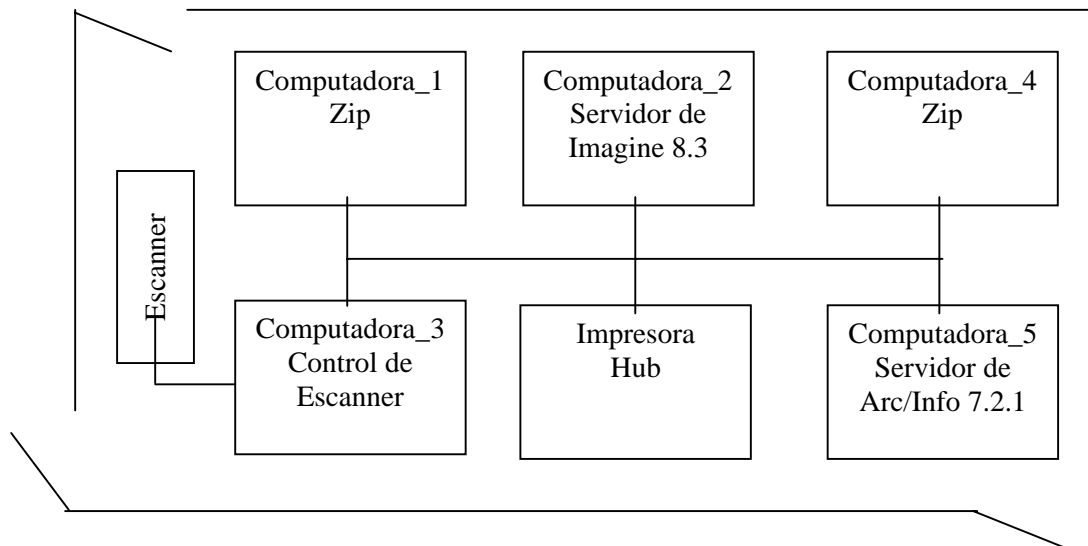 Computadora_1
Zip
Computadora_2
Servidor de
Imagine 8.3
Computadora_4
Zip
Escanner
Computadora_3
Control de
Escanner
Impresora
Hub
Computadora_5
Servidor de
Arc/Info 7.2.1